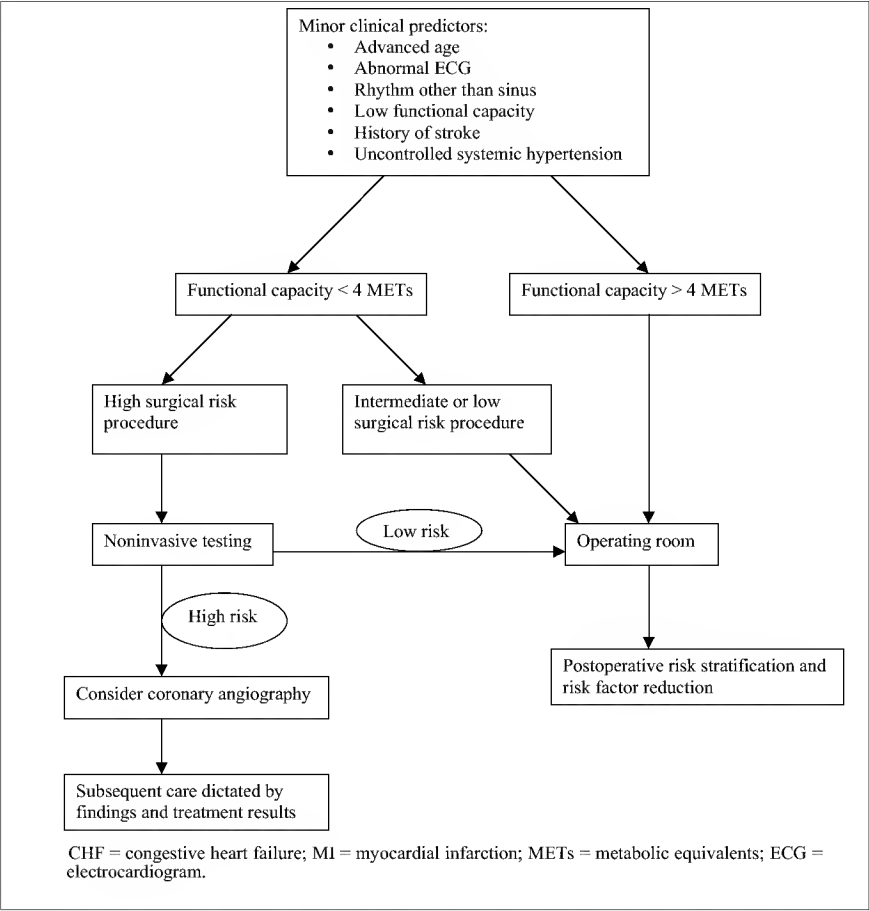 Minor clinical predictors:
• Advanced age
• Abnormal ECG
• Rhythm other than sinus
• Low functional capacity
• History of stroke
• Uncontrolled systemic hypertension
Functional capacity < 4 METs
Functional capacity > 4 METs
High surgical risk
procedure
Intermediate or low
surgical risk procedure
Noninvasive testing
Low risk
Operating room
High risk
Postoperative risk stratification and
risk factor reduction
Consider coronary angiography
Subsequent care dictated by
findings and treatment results
CHF = congestive heart failure; MI = myocardial infarction; METs = metabolic equivalents; ECG =
electrocardiogram.